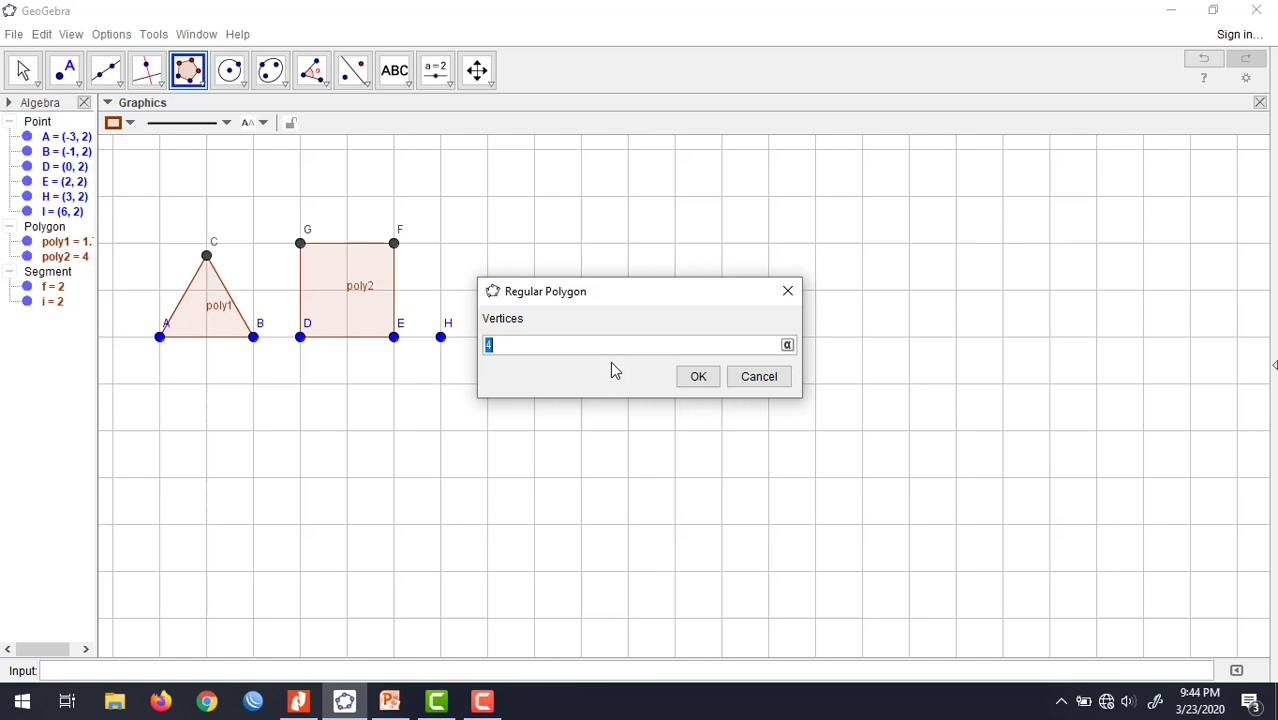 GeoGebra
File Edit View Options Tools Window Help
Sign in...
A
α
ABC
a = 2
?
Algebra
Graphics
AA
Point
A = (-3, 2)
B = (-1, 2)
D = (0, 2)
E = (2, 2)
H = (3, 2)
I = (6, 2)
Polygon
poly1 = 1.
poly2 = 4
Segment
f = 2
i = 2
G F
C
poly2
poly1
A B D E H
Regular Polygon
Vertices
4
α
OK Cancel
Input:
9:44 PM
3/23/2020
3